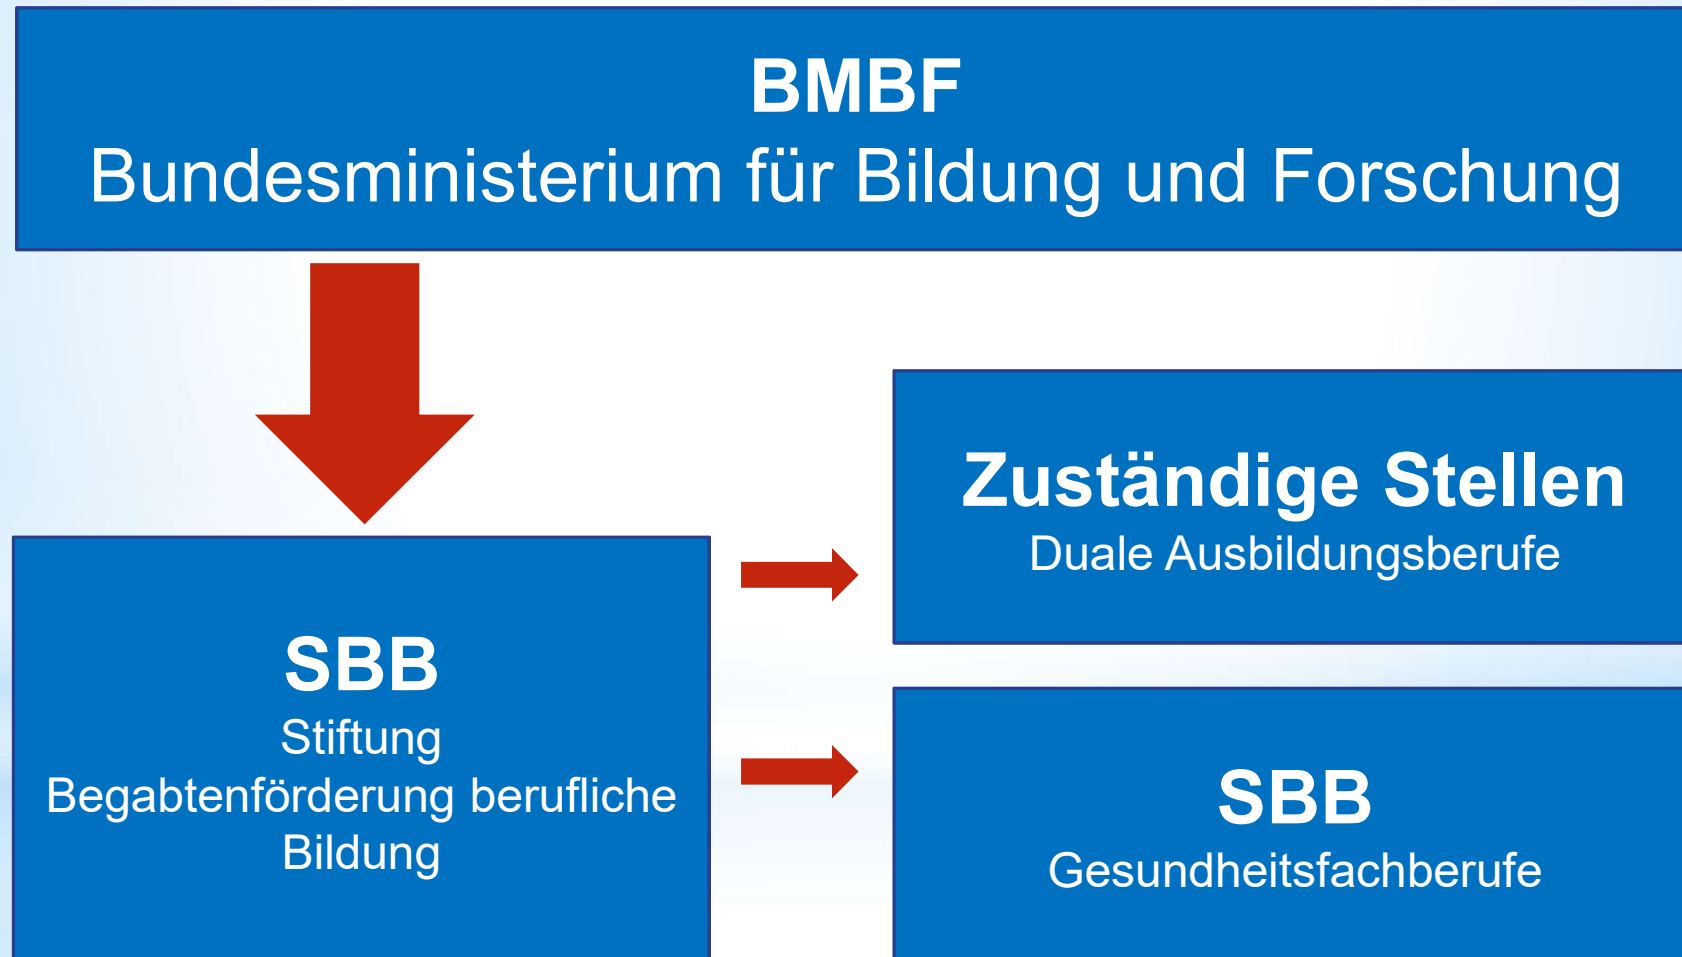 BMBF
Bundesministerium für Bildung und Forschung
Zuständige Stellen
Duale Ausbildungsberufe
SBB
Stiftung
Begabtenförderung berufliche
Bildung
SBB
Gesundheitsfachberufe